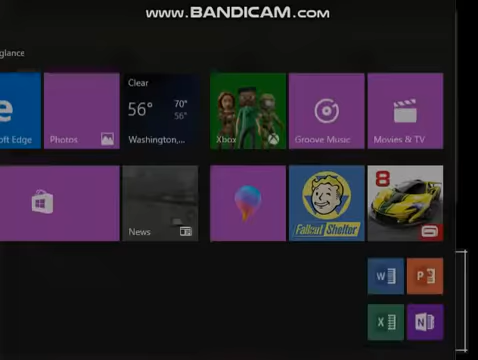 www.BANDICAM.com
glance
oft Edge
Photos
Clear
56°
70°
56°
Washington,...
Xbox
Groove Music
Movies & TV
News
Fallout Shelter
8
W
P
X
N